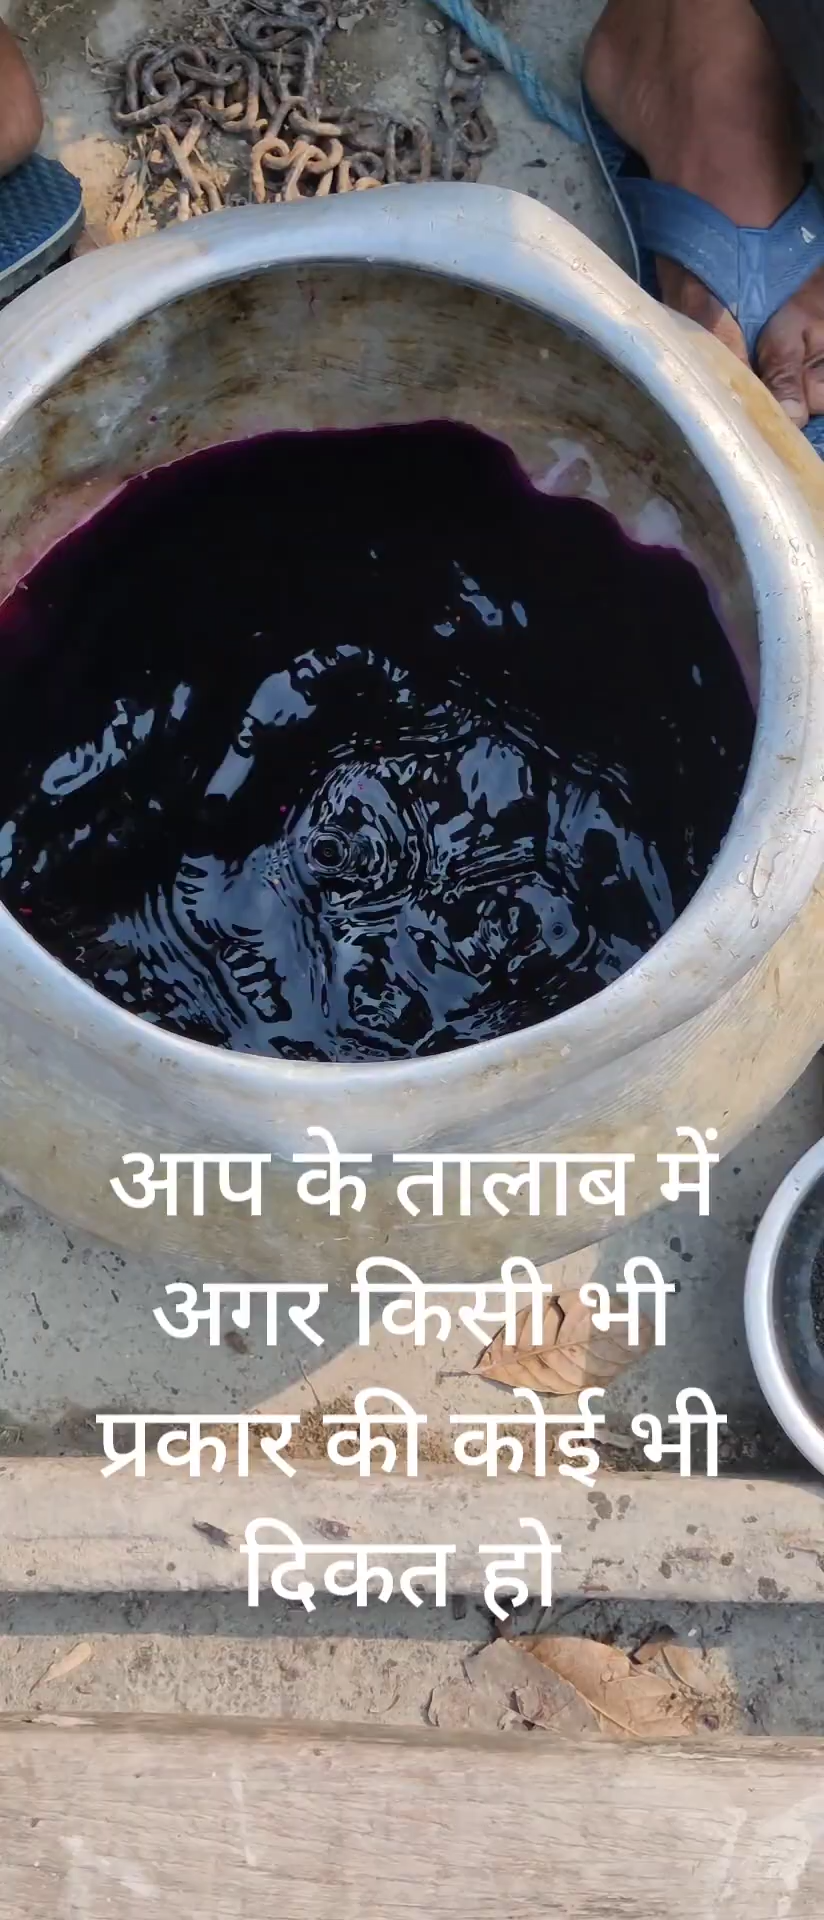 आप के तालाब में
अगर किसी भी
प्रकार की कोई भी
दिकत हो